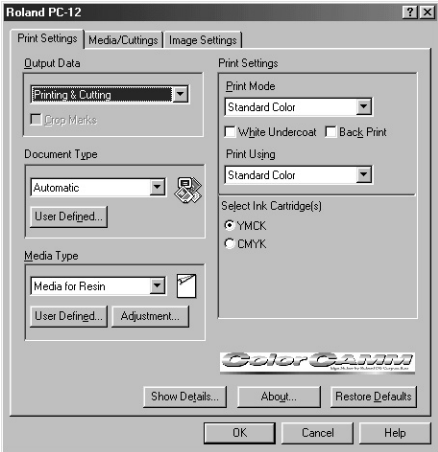 Roland PC-12
Print Settings
Media/Cuttings
Image Settings
Output Data
Printing & Cutting
Crop Marks
Document Type
Automatic
User Defined...
Media Type
Media for Resin
User Defined...
Adjustment...
Print Settings
Print Mode
Standard Color
White Undercoat
Back Print
Print Using
Standard Color
Select Ink Cartridge(s)
YMCK
CMYK
Color CAMM
Show Details...
About...
Restore Defaults
OK
Cancel
Help